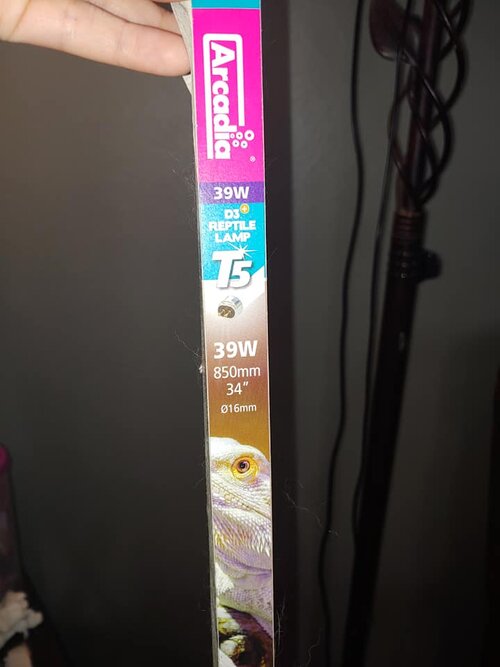 Arcadia
®
39W
D3+
REPTILE
LAMP
T5
39W
850mm
34"
Ø16mm